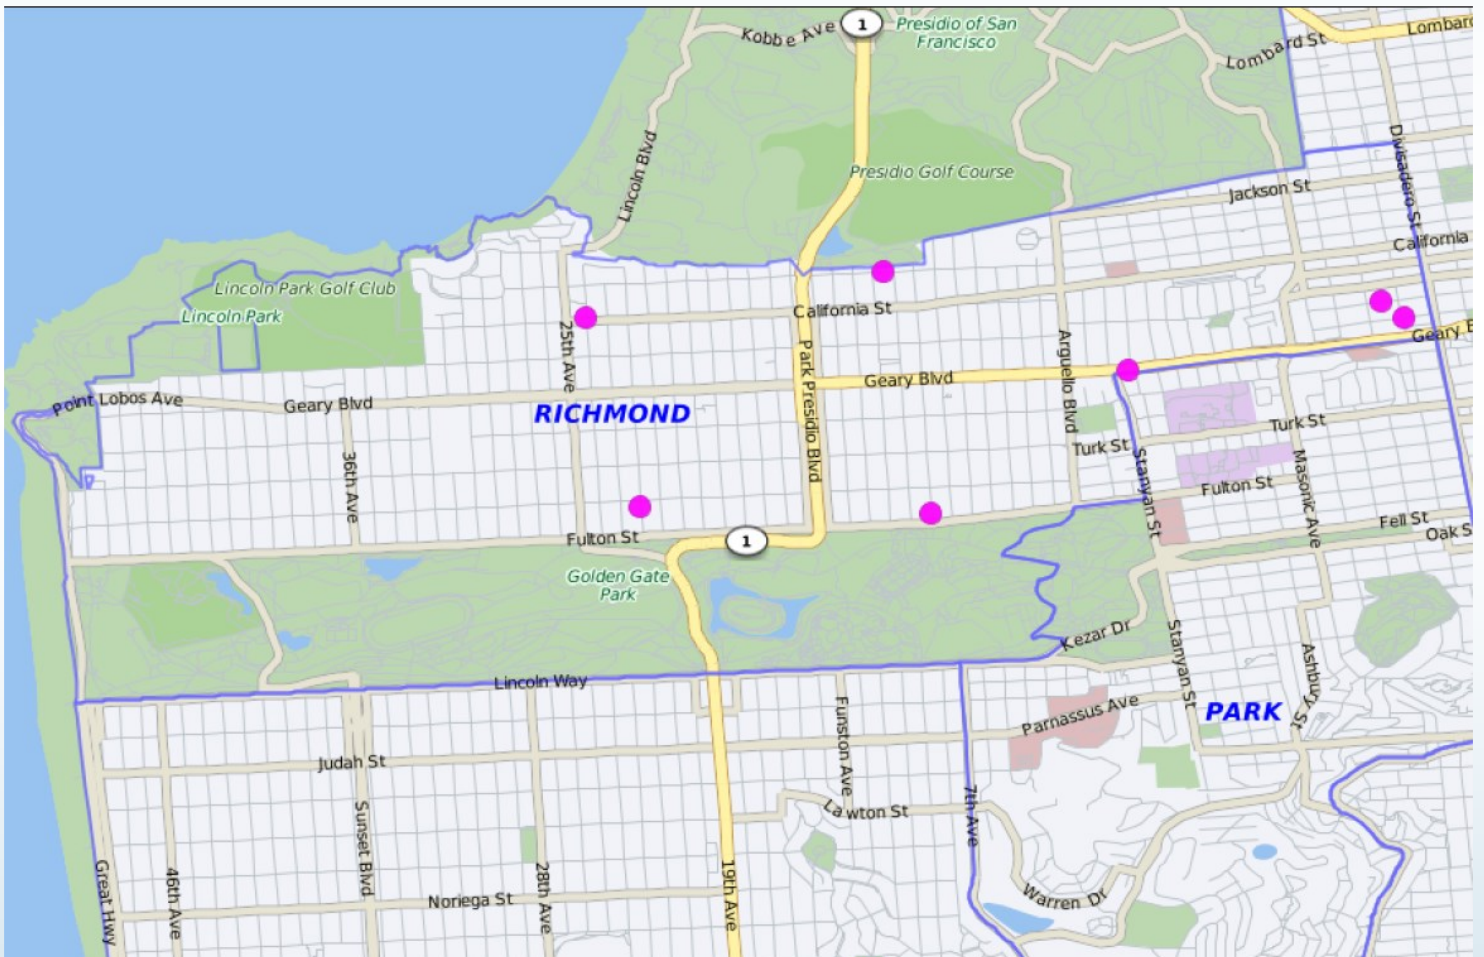 Kobbe Ave
1
Presidio of San
Francisco
Lombard St
Lombard
Divisadero St
Lincoln Blvd
Presidio Golf Course
Jackson St
California
Lincoln Park Golf Club
Lincoln Park
California St
25th Ave
Park Presidio Blvd
Arguello Blvd
Geary B
Point Lobos Ave
Geary Blvd
Geary Blvd
RICHMOND
Turk St
Turk St
36th Ave
Stanyan St
Masonic Ave
Fulton St
Fulton St
1
Fell St
Oak S
Golden Gate
Park
Kezar Dr
Stanyan St
Ashbury St
Lincoln Way
Funston Ave
Parnassus Ave
PARK
Judah St
Sunset Blvd
7th Ave
Lawton St
Great Hwy
46th Ave
28th Ave
19th Ave
Noriega St
Warren Dr